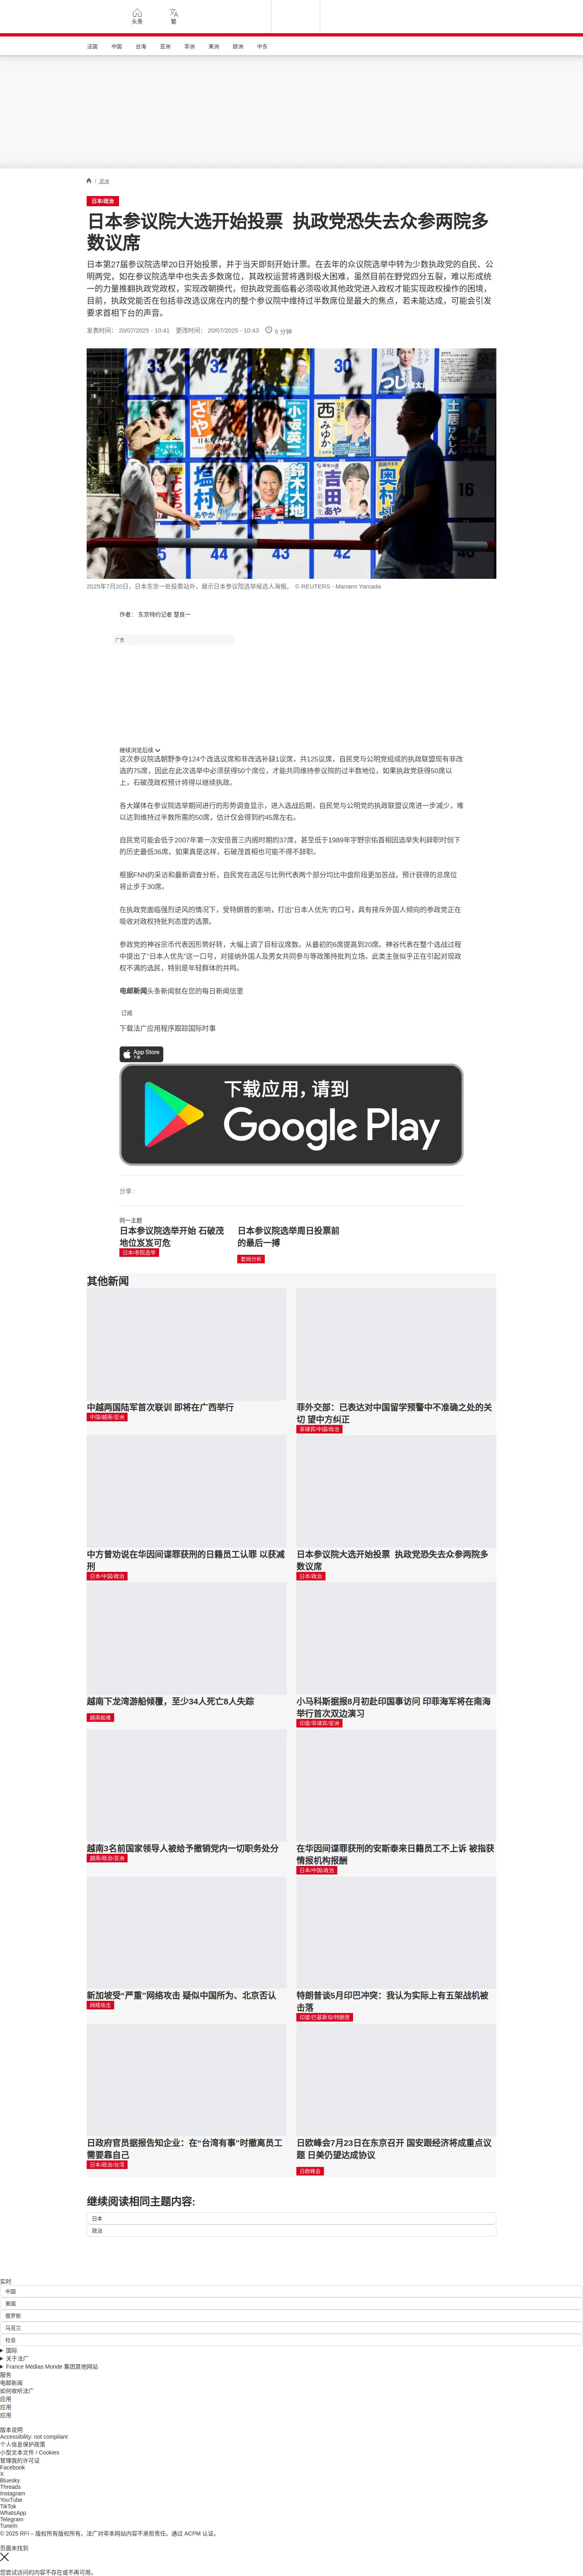 头条
繁
法国 中国 台海 亚洲 非洲 美洲 欧洲 中东
/ 亚洲
日本/政治
日本参议院大选开始投票 执政党恐失去众参两院多
数议席
日本第27届参议院选举20日开始投票，并于当天即刻开始计票。在去年的众议院选举中转为少数执政党的自民、公
明两党，如在参议院选举中也失去多数席位，其政权运营将遇到极大困难，虽然目前在野党四分五裂，难以形成统
一的力量推翻执政党政权，实现改朝换代，但执政党面临着必须吸收其他政党进入政权才能实现政权操作的困境，
目前，执政党能否在包括非改选议席在内的整个参议院中维持过半数席位是最大的焦点，若未能达成，可能会引发
要求首相下台的声音。
发表时间： 20/07/2025 - 10:41 更改时间： 20/07/2025 - 10:43 5 分钟
33 32 30
現
つじ
さや
小坂英二
西
みゆか
土居
けんしん
塩村
あやか
鈴木大地
吉田
あや
奥村
16
44 43 42
2025年7月20日，日本东京一处投票站外，展示日本参议院选举候选人海报。 © REUTERS - Manami Yamada
作者： 东京特约记者 楚良一
广告
继续浏览后续
这次参议院选朝野争夺124个改选议席和非改选补缺1议席，共125议席，自民党与公明党组成的执政联盟现有非改
选的75席，因此在此次选举中必须获得50个席位，才能共同维持参议院的过半数地位，如果执政党获得50席以
上，石破茂政权预计将得以继续执政。
各大媒体在参议院选举期间进行的形势调查显示，进入选战后期，自民党与公明党的执政联盟议席进一步减少，难
以达到维持过半数所需的50席，估计仅会得到约45席左右。
自民党可能会低于2007年第一次安倍晋三内阁时期的37席，甚至低于1989年宇野宗佑首相因选举失利辞职时创下
的历史最低36席。如果真是这样，石破茂首相也可能不得不辞职。
根据FNN的采访和最新调查分析，自民党在选区与比例代表两个部分均比中盘阶段更加苦战，预计获得的总席位
将止步于30席。
在执政党面临强烈逆风的情况下，受特朗普的影响，打出“日本人优先”的口号，具有排斥外国人倾向的参政党正在
吸收对政权持批判态度的选票。
参政党的神谷宗币代表因形势好转，大幅上调了目标议席数。从最初的6席提高到20席。神谷代表在整个选战过程
中提出了“日本人优先”这一口号，对接纳外国人及男女共同参与等政策持批判立场。此类主张似乎正在引起对现政
权不满的选民，特别是年轻群体的共鸣。
电邮新闻头条新闻就在您的每日新闻信里
订阅
下载法广应用程序跟踪国际时事
App Store
下载
下载应用，请到
Google Play
分享 :
同一主题
日本参议院选举开始 石破茂
地位岌岌可危
日本/参院选举
日本参议院选举周日投票前
的最后一搏
要闻分析
其他新闻
中越两国陆军首次联训 即将在广西举行
中国/越南/亚洲
菲外交部：已表达对中国留学预警中不准确之处的关
切 望中方纠正
菲律宾/中国/政治
中方曾劝说在华因间谍罪获刑的日籍员工认罪 以获减
刑
日本/中国/政治
日本参议院大选开始投票 执政党恐失去众参两院多
数议席
日本/政治
越南下龙湾游船倾覆，至少34人死亡8人失踪
越南船难
小马科斯据报8月初赴印国事访问 印菲海军将在南海
举行首次双边演习
印度/菲律宾/亚洲
越南3名前国家领导人被给予撤销党内一切职务处分
越南/政治/亚洲
在华因间谍罪获刑的安斯泰来日籍员工不上诉 被指获
情报机构报酬
日本/中国/政治
新加坡受“严重”网络攻击 疑似中国所为、北京否认
网络攻击
特朗普谈5月印巴冲突：我认为实际上有五架战机被
击落
印度/巴基斯坦/特朗普
日政府官员据报告知企业：在“台湾有事”时撤离员工
需要靠自己
日本/政治/台湾
日欧峰会7月23日在东京召开 国安跟经济将成重点议
题 日美仍望达成协议
日欧峰会
继续阅读相同主题内容:
日本
政治
实时
中国
美国
俄罗斯
乌克兰
社会
国际
关于法广
France Médias Monde 集团其他网站
服务
电邮新闻
如何收听法广
应用
应用
应用
版本说明
Accessibility: not compliant
个人信息保护政策
小型文本文件 / Cookies
管理我的许可证
Facebook
X
Bluesky
Threads
Instagram
YouTube
TikTok
WhatsApp
Telegram
TuneIn
© 2025 RFI – 版权所有版权所有。法广对非本网站内容不承担责任。通过 ACPM 认证。
页面未找到
您尝试访问的内容不存在或不再可用。